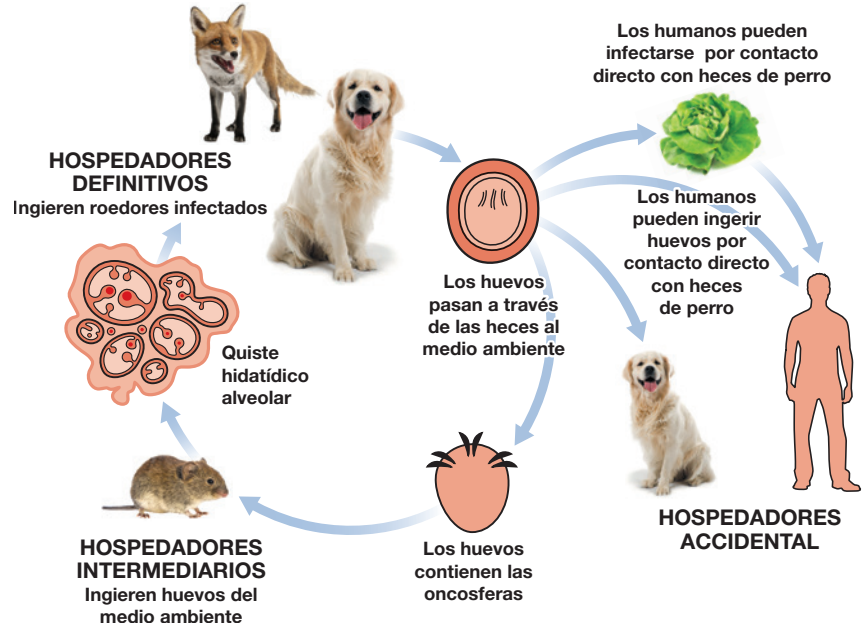 Los humanos pueden
infectarse por contacto
directo con heces de perro
HOSPEDADORES
DEFINITIVOS
Ingieren roedores infectados
Los humanos
pueden ingerir
huevos por
contacto directo
con heces
de perro
Los huevos
pasan a través
de las heces al
medio ambiente
Quiste
hidatídico
alveolar
HOSPEDADORES
ACCIDENTAL
HOSPEDADORES
INTERMEDIARIOS
Ingieren huevos del
medio ambiente
Los huevos
contienen las
oncosferas